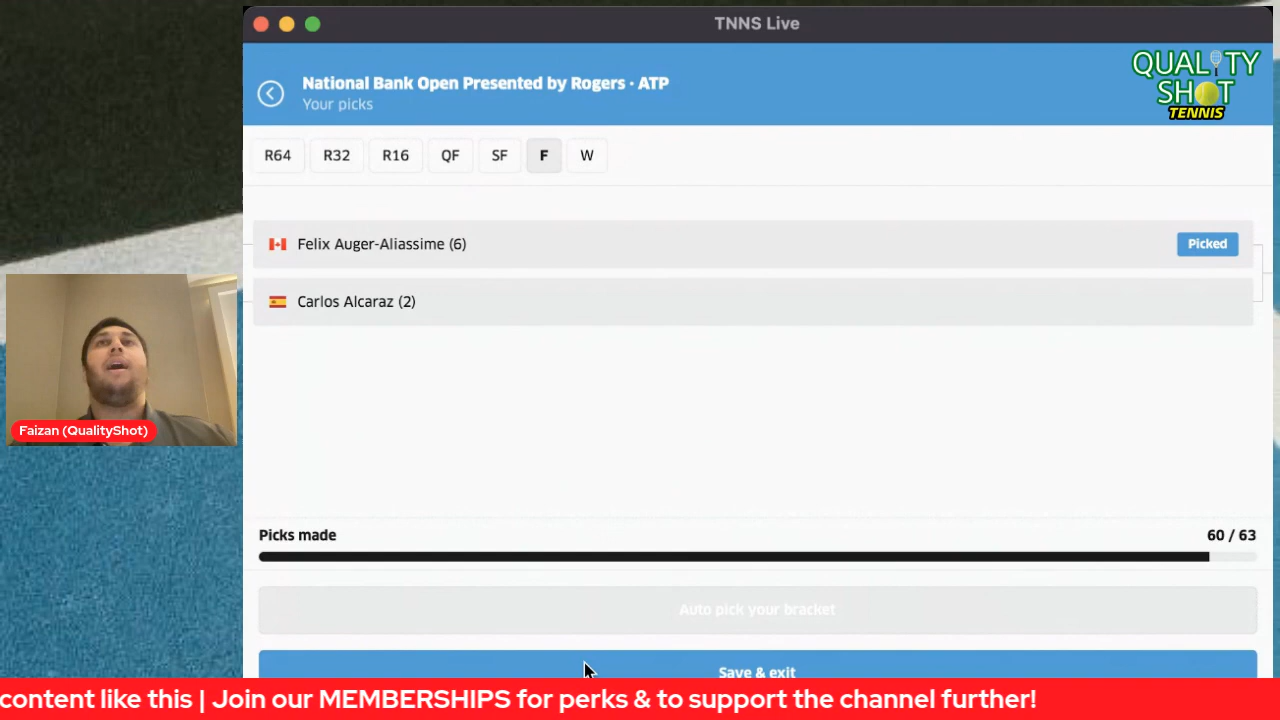 TNNS Live
National Bank Open Presented by Rogers · ATP
Your picks
QUALITY
SHOT
TENNIS
R64 R32 R16 QF SF F W
Felix Auger-Aliassime (6) Picked
Carlos Alcaraz (2)
Faizan (QualityShot)
Picks made 60 / 63
Auto pick your bracket
Save & exit
content like this | Join our MEMBERSHIPS for perks & to support the channel further!